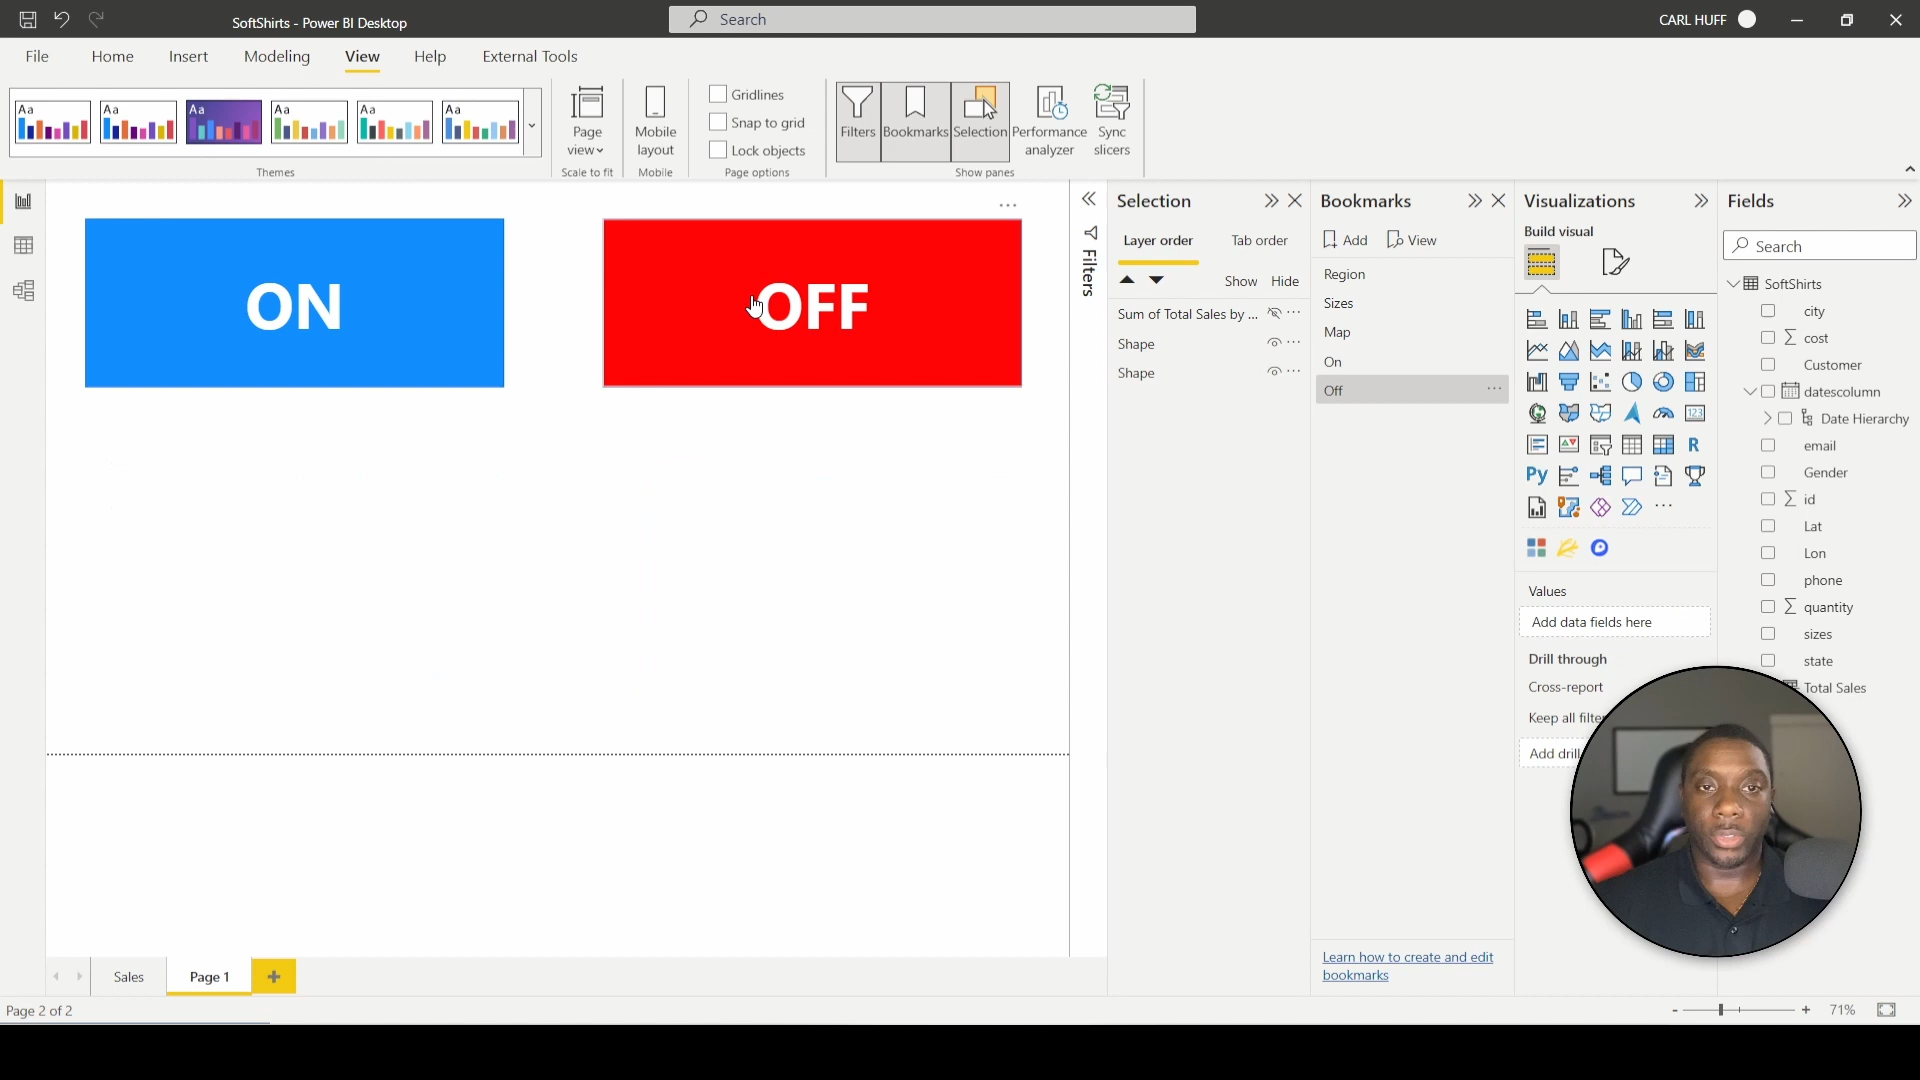 SoftShirts - Power BI Desktop
Search
CARL HUFF
File
Home
Insert
Modeling
View
Help
External Tools
Aa
Aa
Aa
Aa
Aa
Aa
Themes
Page
view
Scale to fit
Mobile
layout
Mobile
Gridlines
Snap to grid
Lock objects
Page options
Filters
Bookmarks
Selection
Performance
analyzer
Sync
slicers
Show panes
ON
OFF
Filters
Selection
Layer order
Tab order
Show
Hide
Sum of Total Sales by ...
Shape
Shape
Bookmarks
Add
View
Region
Sizes
Map
On
Off
Learn how to create and edit
bookmarks
Visualizations
Build visual
123
R
Py
Values
Add data fields here
Drill through
Cross-report
Keep all filte
Add drill
Fields
Search
SoftShirts
city
cost
Customer
datescolumn
Date Hierarchy
email
Gender
id
Lat
Lon
phone
quantity
sizes
state
Total Sales
Sales
Page 1
Page 2 of 2
71%